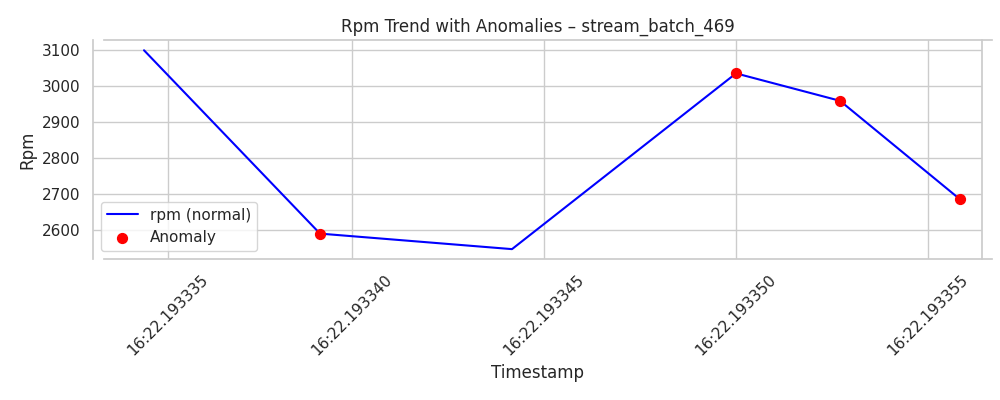 Rpm Trend with Anomalies – stream_batch_469
Rpm
3100
3000
2900
2800
2700
2600
rpm (normal)
Anomaly
16:22.193335
16:22.193340
16:22.193345
16:22.193350
16:22.193355
Timestamp